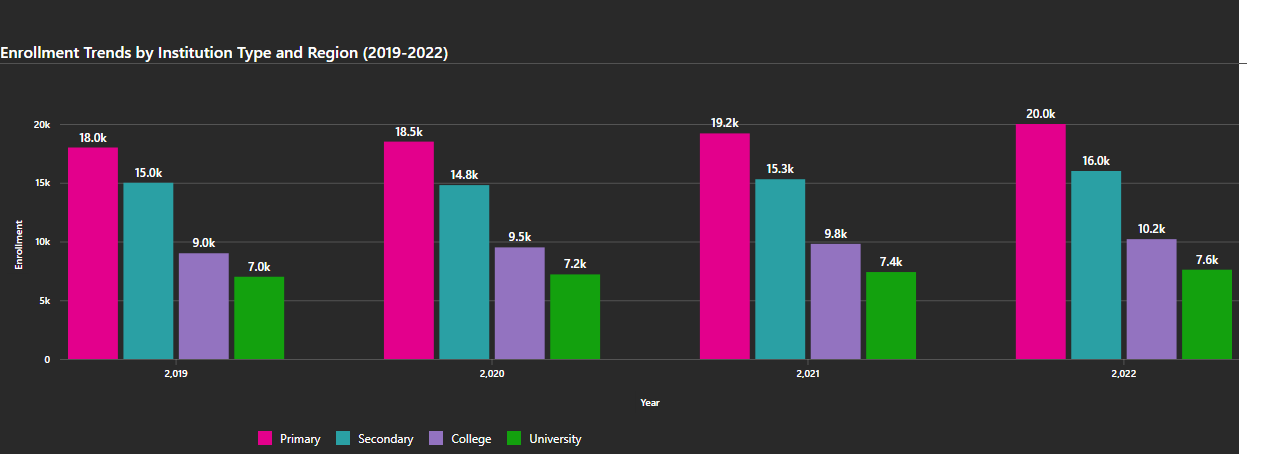 Enrollment Trends by Institution Type and Region (2019-2022)
20k
15k
10k
5k
0
Enrollment
18.0k
15.0k
9.0k
7.0k
18.5k
14.8k
9.5k
7.2k
19.2k
15.3k
9.8k
7.4k
20.0k
16.0k
10.2k
7.6k
2,019 2,020 2,021 2,022
Year
Primary Secondary College University